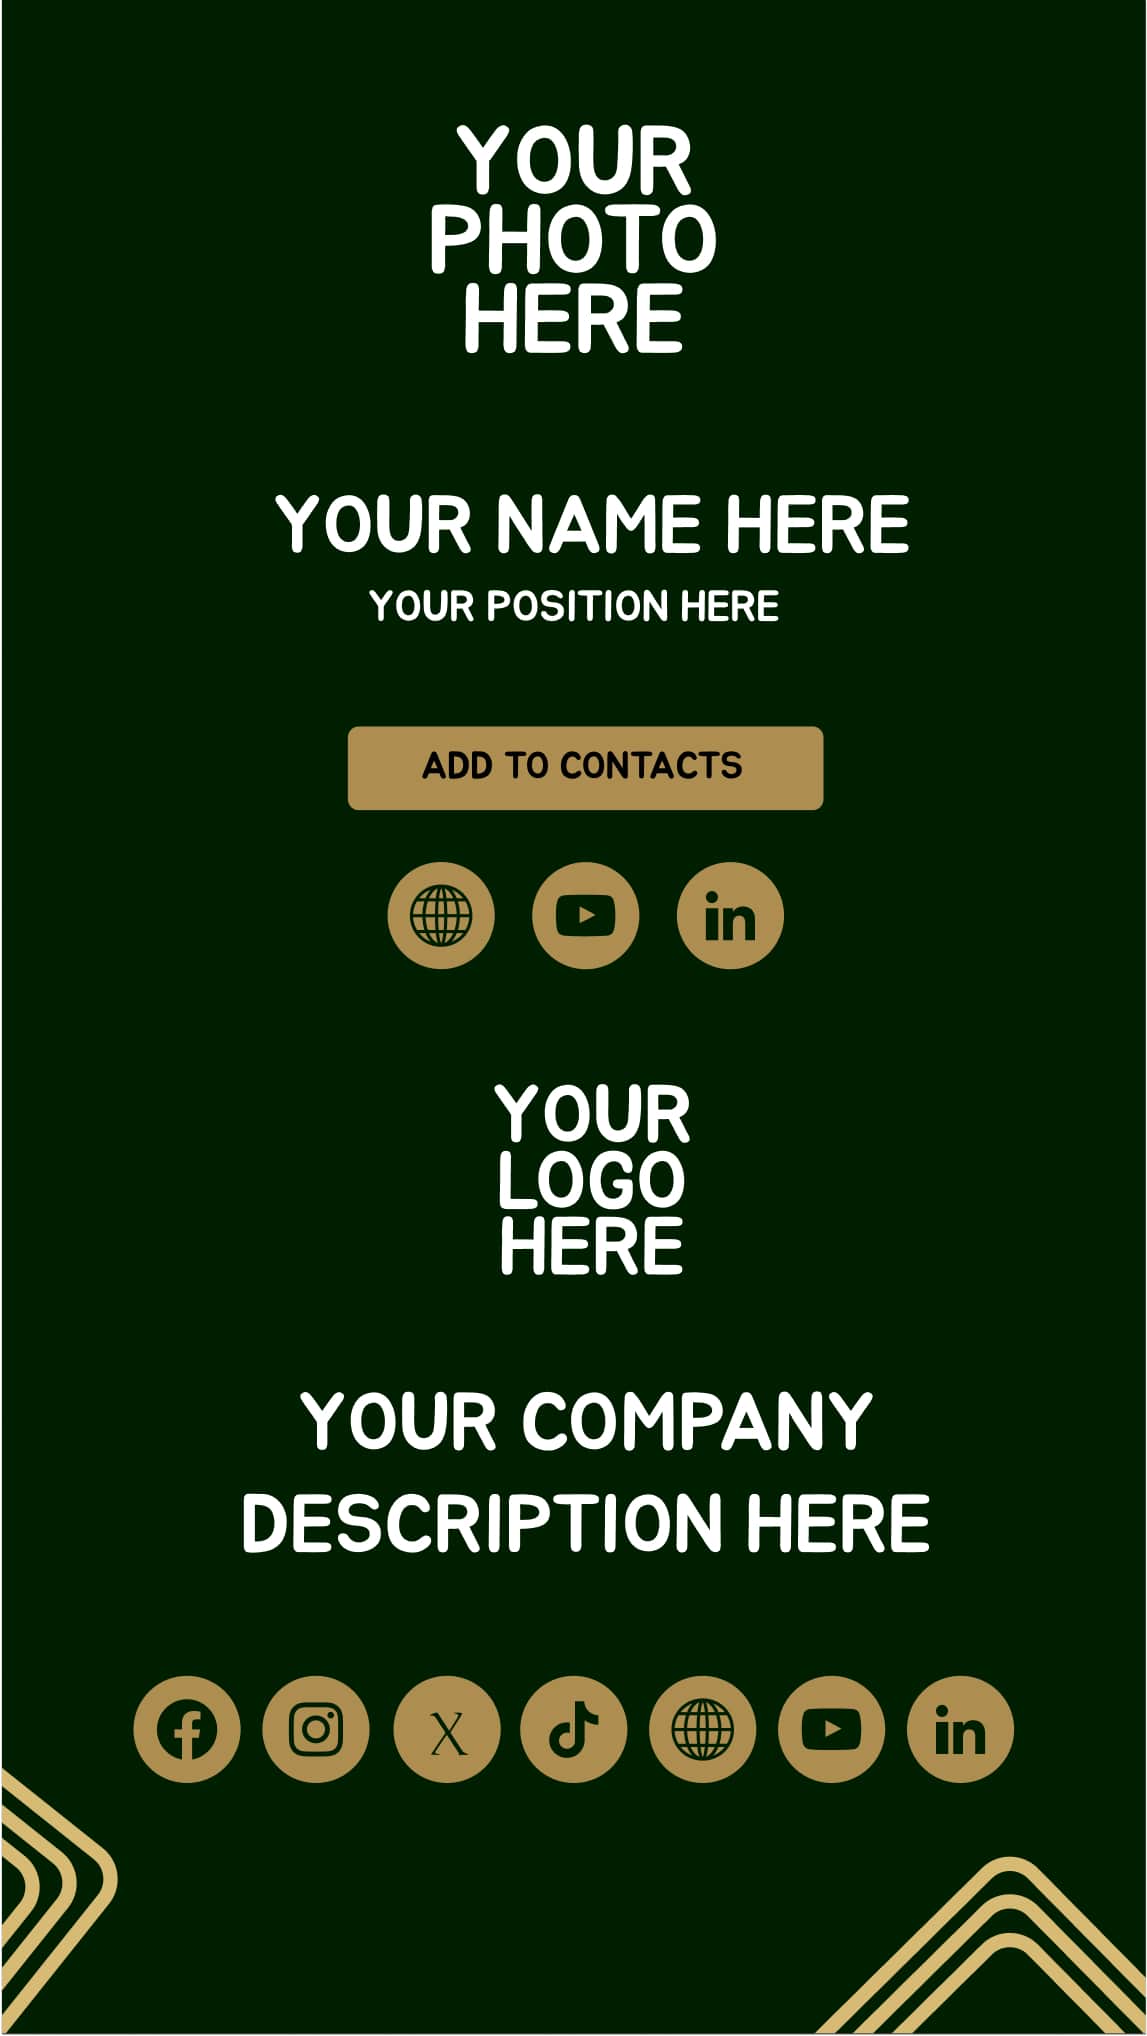 YOUR
PHOTO
HERE
YOUR NAME HERE
YOUR POSITION HERE
ADD TO CONTACTS
in
YOUR
LOGO
HERE
YOUR COMPANY
DESCRIPTION HERE
f
X
in